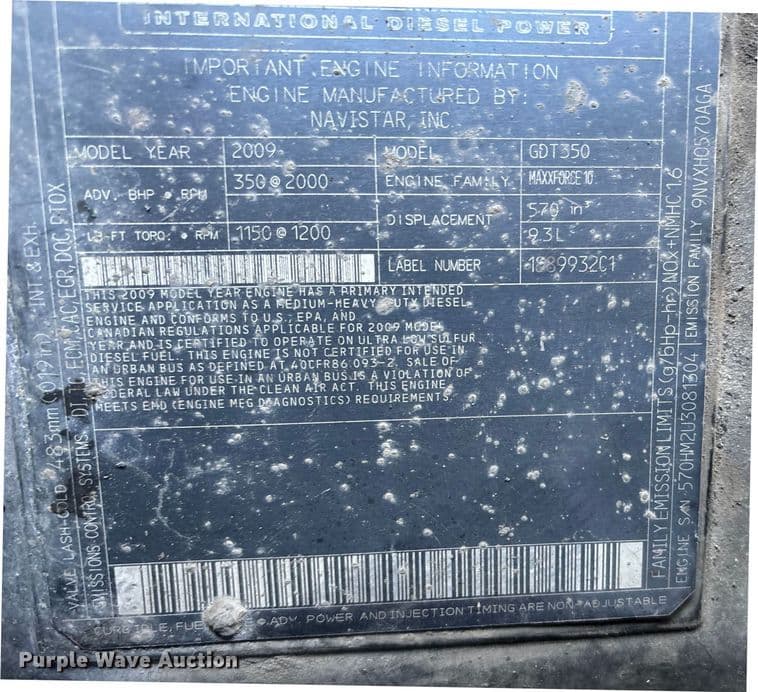 INTERNATIONAL DIESEL POWER
IMPORTANT ENGINE INFORMATION
ENGINE MANUFACTURED BY:
NAVISTAR, INC.
MODEL YEAR 2009 MODEL GDT350
ADV. BHP @ RPM 350 @ 2000 ENGINE FAMILY MAXXFORCE 10
DISPLACEMENT 570 in³
LB-FT TORQ. @ RPM 1150 @ 1200 9.3L
LABEL NUMBER
THIS 2009 MODEL YEAR ENGINE HAS A PRIMARY INTENDED
SERVICE APPLICATION AS A MEDIUM-HEAVY DUTY DIESEL
ENGINE AND CONFORMS TO U.S., EPA, AND
CANADIAN REGULATIONS APPLICABLE FOR 2009 MODEL
YEAR AND IS CERTIFIED TO OPERATE ON ULTRA LOW SULFUR
DIESEL FUEL. THIS ENGINE IS NOT CERTIFIED FOR USE IN
AN URBAN BUS AS DEFINED AT 40CFR86.093-2. SALE OF
THIS ENGINE FOR USE IN AN URBAN BUS IS A VIOLATION OF
FEDERAL LAW UNDER THE CLEAN AIR ACT. THIS ENGINE
MEETS EMD (ENGINE MFG DIAGNOSTICS) REQUIREMENTS.
CURB IDLE, FUEL @ ADV. POWER AND INJECTION TIMING ARE NON-ADJUSTABLE
VALVE LASH-COLD .483mm (.019 in) INT & EXH.
EMISSIONS CONTROL SYSTEMS: ECM, CAC, EGR, DOC, PTOX
FAMILY EMISSION LIMITS (g/bHp-hr) NOX+NMHC 1.6
ENGINE S/N 570HM2U3081304 EMISSION FAMILY 9NVXH0570AGA
Purple Wave Auction